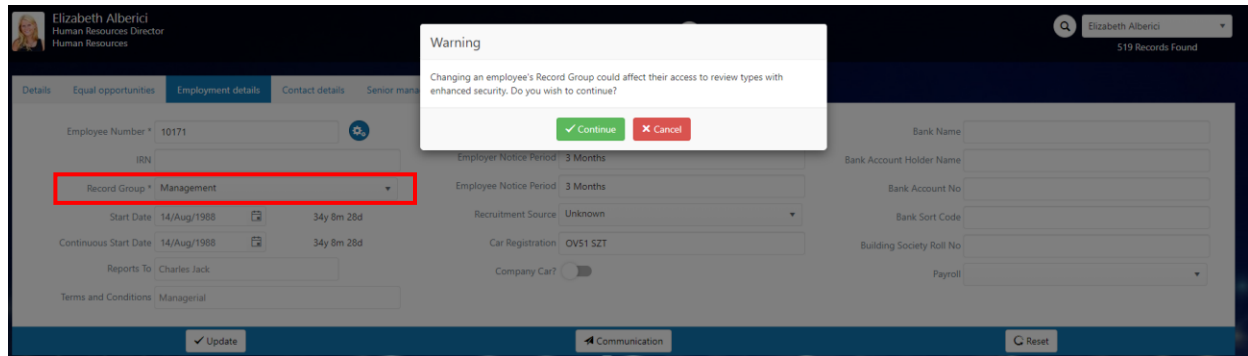 Elizabeth Alberici
Human Resources Director
Human Resources
Elizabeth Alberici
519 Records Found
Warning
Changing an employee's Record Group could affect their access to review types with
enhanced security. Do you wish to continue?
Continue
Cancel
Details
Equal opportunities
Employment details
Contact details
Senior mana
Employee Number * 10171
IRN
Record Group * Management
Start Date 14/Aug/1988 34y 8m 28d
Continuous Start Date 14/Aug/1988 34y 8m 28d
Reports To Charles Jack
Terms and Conditions Managerial
Employer Notice Period 3 Months
Employee Notice Period 3 Months
Recruitment Source Unknown
Car Registration OV51 SZT
Company Car?
Bank Name
Bank Account Holder Name
Bank Account No
Bank Sort Code
Building Society Roll No
Payroll
Update
Communication
Reset